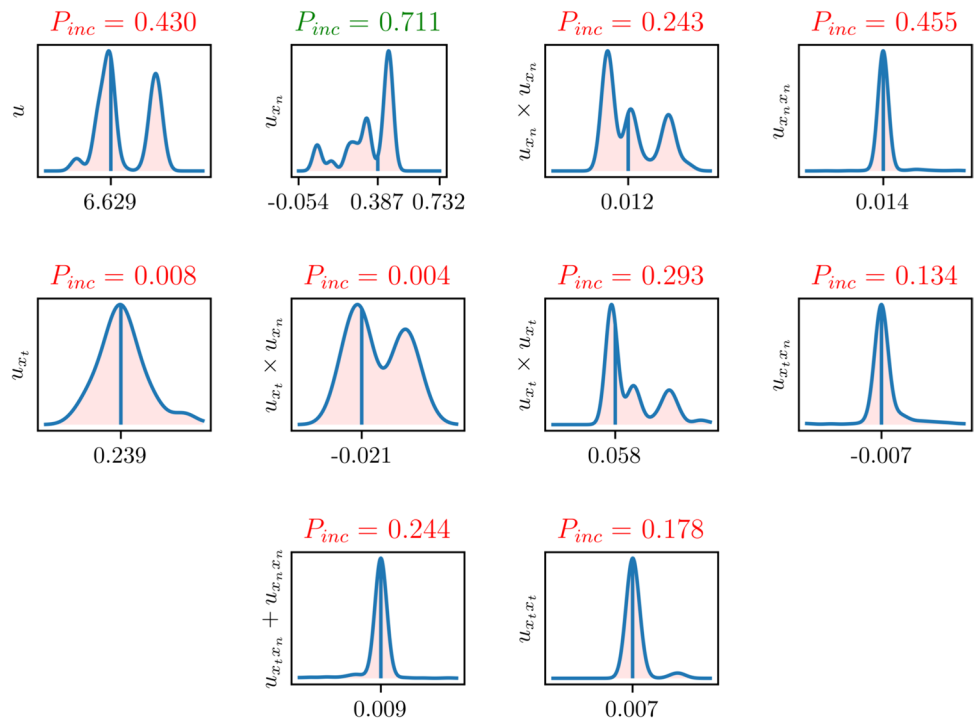 P_inc = 0.430
P_inc = 0.711
P_inc = 0.243
P_inc = 0.455
u
u_{x_n}
u_{x_n} × u_{x_n}
u_{x_n x_n}
6.629
-0.054 0.387 0.732
0.012
0.014
P_inc = 0.008
P_inc = 0.004
P_inc = 0.293
P_inc = 0.134
u_{x_t}
u_{x_t} × u_{x_n}
u_{x_t} × u_{x_t}
u_{x_t x_n}
0.239
-0.021
0.058
-0.007
P_inc = 0.244
P_inc = 0.178
u_{x_t x_n} + u_{x_n x_n}
u_{x_t x_t}
0.009
0.007